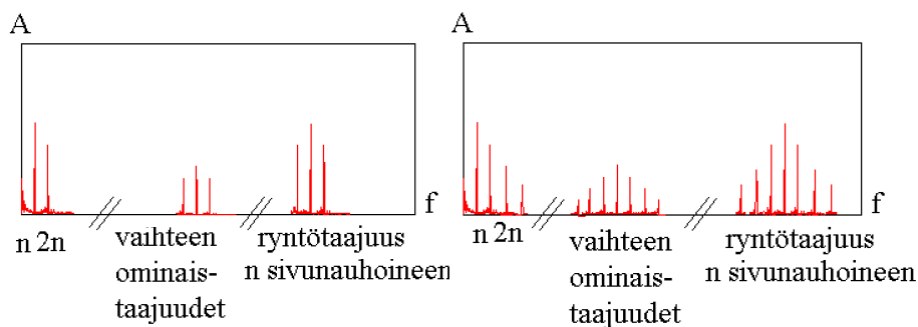 A
f
n 2n
vaihteen
ominais-
taajuudet
ryntötaajuus
n sivunauhoineen
A
f
n 2n
vaihteen
ominais-
taajuudet
ryntötaajuus
n sivunauhoineen